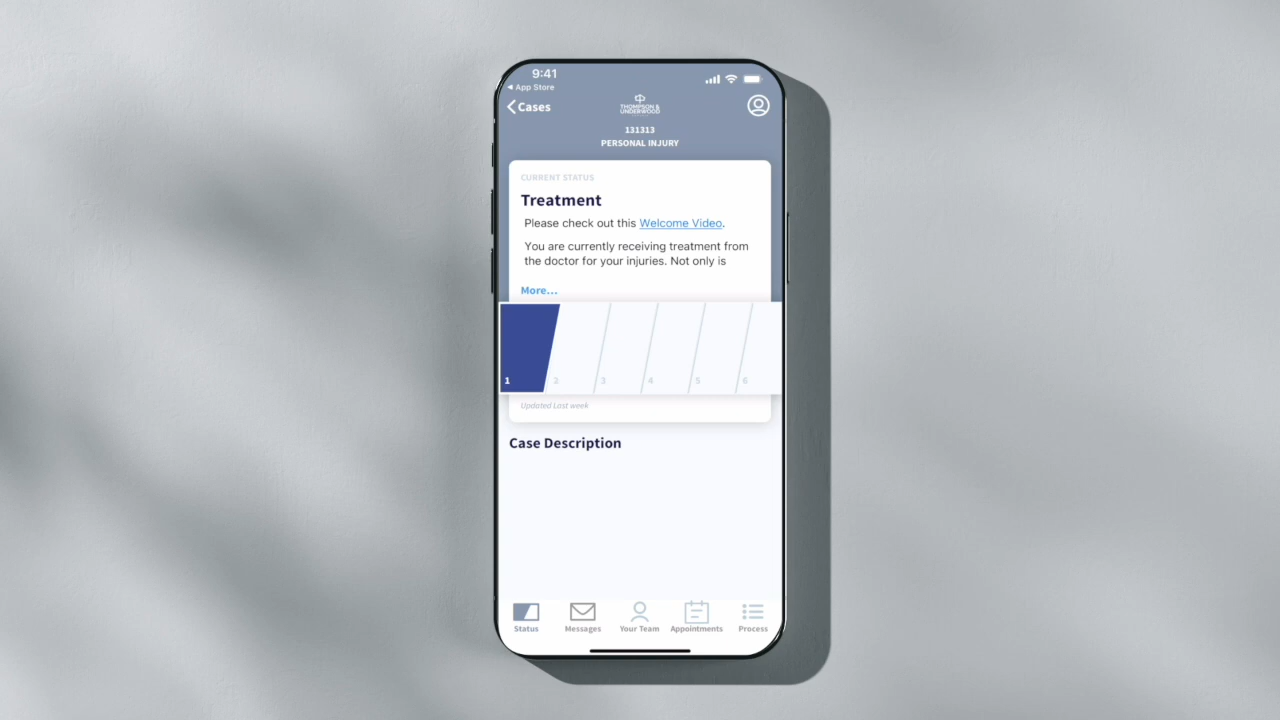 9:41
◀ App Store
Cases
THOMPSON &
UNDERWOOD
131313
PERSONAL INJURY
CURRENT STATUS
Treatment
Please check out this Welcome Video.
You are currently receiving treatment from
the doctor for your injuries. Not only is
More...
1 2 3 4 5 6
Updated Last week
Case Description
Status Messages Your Team Appointments Process